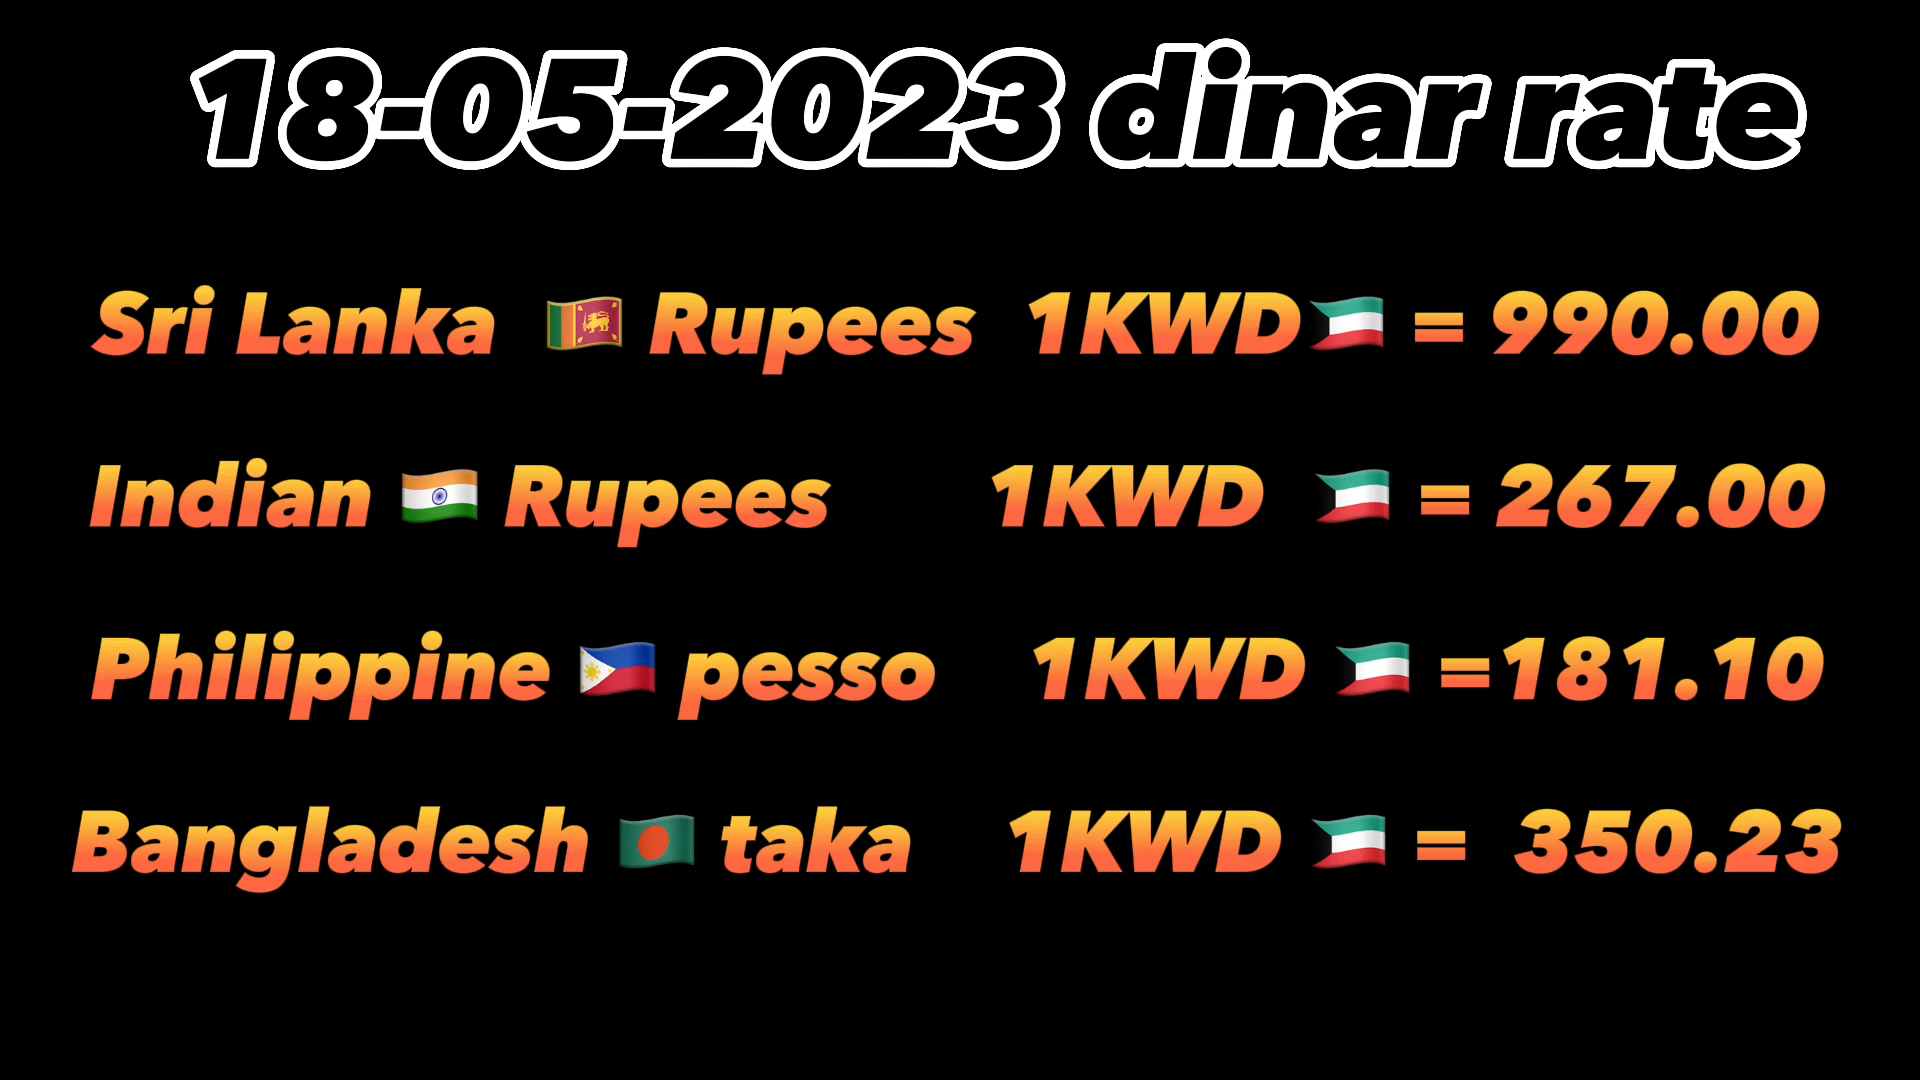 18-05-2023 dinar rate
Sri Lanka 🇱🇰 Rupees 1KWD🇰🇼 = 990.00
Indian 🇮🇳 Rupees 1KWD 🇰🇼 = 267.00
Philippine 🇵🇭 pesso 1KWD 🇰🇼 =181.10
Bangladesh 🇧🇩 taka 1KWD 🇰🇼 = 350.23